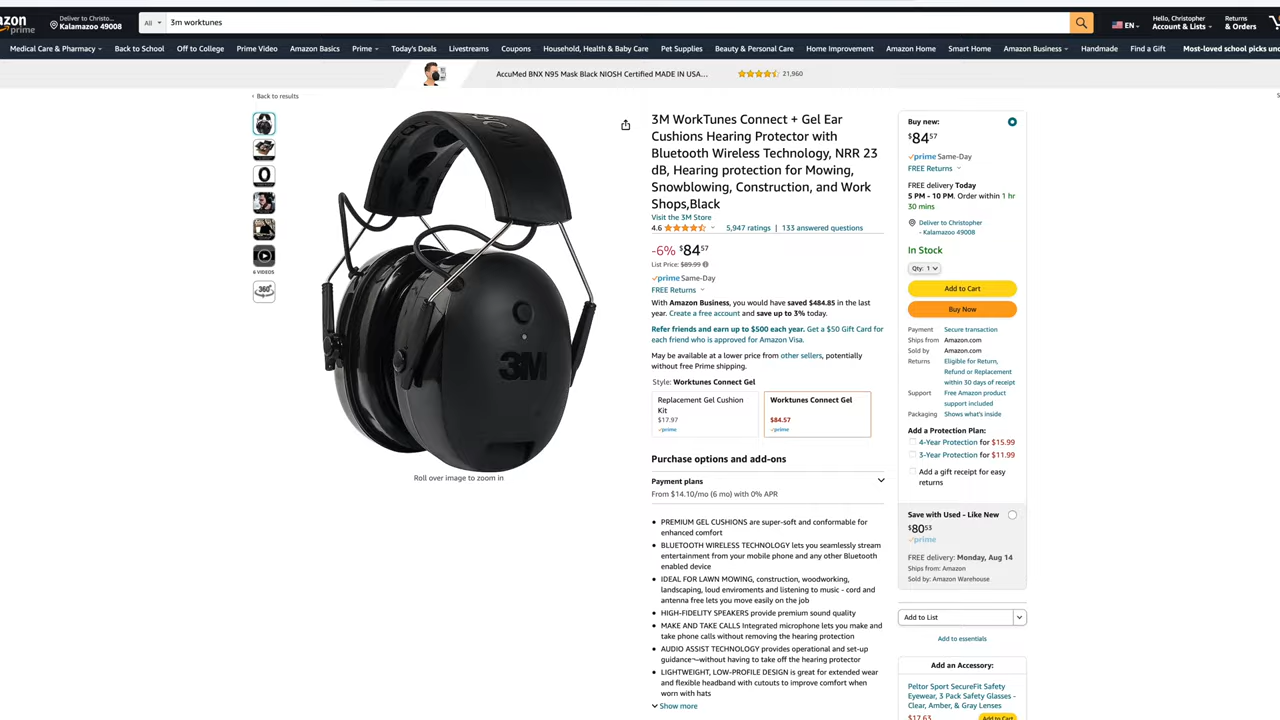 azon
prime
Deliver to Christo...
Kalamazoo 49008
All
3m worktunes
EN
Hello, Christopher
Account & Lists
Returns
& Orders
Medical Care & Pharmacy
Back to School
Off to College
Prime Video
Amazon Basics
Prime
Today's Deals
Livestreams
Coupons
Household, Health & Baby Care
Pet Supplies
Beauty & Personal Care
Home Improvement
Amazon Home
Smart Home
Amazon Business
Handmade
Find a Gift
Most-loved school picks und
AccuMed BNX N95 Mask Black NIOSH Certified MADE IN USA...
21,960
‹ Back to results
6 VIDEOS
360°
3M
Roll over image to zoom in
3M WorkTunes Connect + Gel Ear
Cushions Hearing Protector with
Bluetooth Wireless Technology, NRR 23
dB, Hearing protection for Mowing,
Snowblowing, Construction, and Work
Shops,Black
Visit the 3M Store
4.6
5,947 ratings | 133 answered questions
-6% $84 57
List Price: $89.99
prime Same-Day
FREE Returns
With Amazon Business, you would have saved $484.85 in the last
year. Create a free account and save up to 3% today.
Refer friends and earn up to $500 each year. Get a $50 Gift Card for
each friend who is approved for Amazon Visa.
May be available at a lower price from other sellers, potentially
without free Prime shipping.
Style: Worktunes Connect Gel
Replacement Gel Cushion
Kit
$17.97
prime
Worktunes Connect Gel
$84.57
prime
Purchase options and add-ons
Payment plans
From $14.10/mo (6 mo) with 0% APR
• PREMIUM GEL CUSHIONS are super-soft and conformable for
enhanced comfort
• BLUETOOTH WIRELESS TECHNOLOGY lets you seamlessly stream
entertainment from your mobile phone and any other Bluetooth
enabled device
• IDEAL FOR LAWN MOWING, construction, woodworking,
landscaping, loud enviroments and listening to music - cord and
antenna free lets you move easily on the job
• HIGH-FIDELITY SPEAKERS provide premium sound quality
• MAKE AND TAKE CALLS Integrated microphone lets you make and
take phone calls without removing the hearing protection
• AUDIO ASSIST TECHNOLOGY provides operational and set-up
guidance¬–without having to take off the hearing protector
• LIGHTWEIGHT, LOW-PROFILE DESIGN is great for extended wear
and flexible headband with cutouts to improve comfort when
worn with hats
Show more
Buy new:
$84 57
prime Same-Day
FREE Returns
FREE delivery Today
5 PM - 10 PM. Order within 1 hr
30 mins
Deliver to Christopher
- Kalamazoo 49008
In Stock
Qty: 1
Add to Cart
Buy Now
Payment Secure transaction
Ships from Amazon.com
Sold by Amazon.com
Returns Eligible for Return,
Refund or Replacement
within 30 days of receipt
Support Free Amazon product
support included
Packaging Shows what's inside
Add a Protection Plan:
4-Year Protection for $15.99
3-Year Protection for $11.99
Add a gift receipt for easy
returns
Save with Used - Like New
$80 53
prime
FREE delivery: Monday, Aug 14
Ships from: Amazon
Sold by: Amazon Warehouse
Add to List
Add to essentials
Add an Accessory:
Peltor Sport SecureFit Safety
Eyewear, 3 Pack Safety Glasses -
Clear, Amber, & Gray Lenses
$17.63
Add to Cart